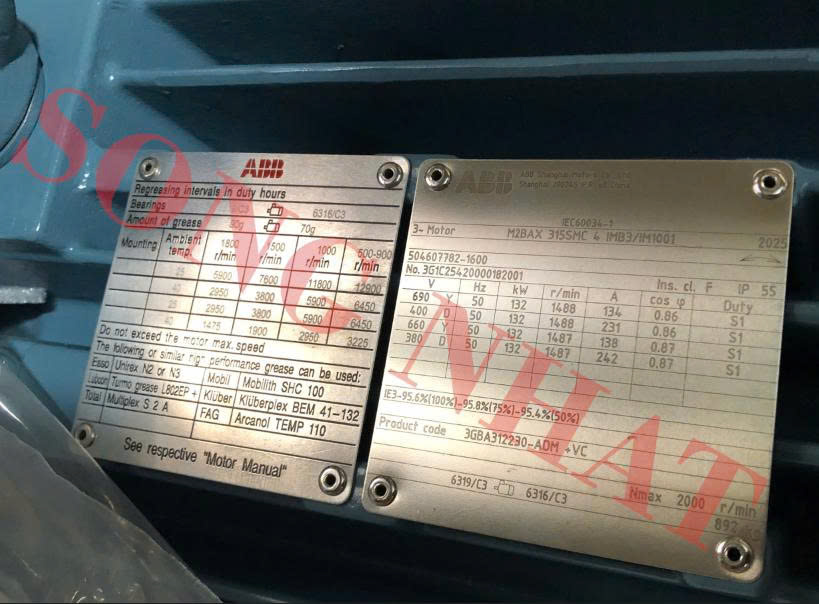 SONG NHAT
ABB
Regreasing intervals in duty hours
Bearings 6316/C3
Amount of grease 70g
Mounting Ambient temp. 1800 r/min 1500 r/min 1000 r/min 500-900 r/min
25 5900 7600 11800 12900
40 2950 3800 5900 6450
25 2950 3800 5900 6450
40 1475 1900 2950 3225
Do not exceed the motor max. speed
The following or similar high performance grease can be used:
Esso Unirex N2 or N3 Mobil Mobilith SHC 100
Turmo grease L802EP + Klüber Klüberplex BEM 41-132
Total Multiplex S 2 A FAG Arcanol TEMP 110
See respective "Motor Manual"
ABB ABB Shanghai Motors
Shanghai China
IEC60034-1
3~ Motor M2BAX 315SMC 4 IMB3/IM1001 2025
504607782-1600
No. 3G1C25420000182001 Ins. cl. F IP 55
V Hz kW r/min A cos φ Duty
690 Y 50 132 1488 134 0.86 S1
400 D 50 132 1488 231 0.86 S1
660 Y 50 132 1487 138 0.87 S1
380 D 50 132 1487 242 0.87 S1
IE3-95.6%(100%)-95.8%(75%)-95.4%(50%)
Product code 3GBA312230-ADM +VC
6319/C3 6316/C3 Nmax 2000 r/min
892